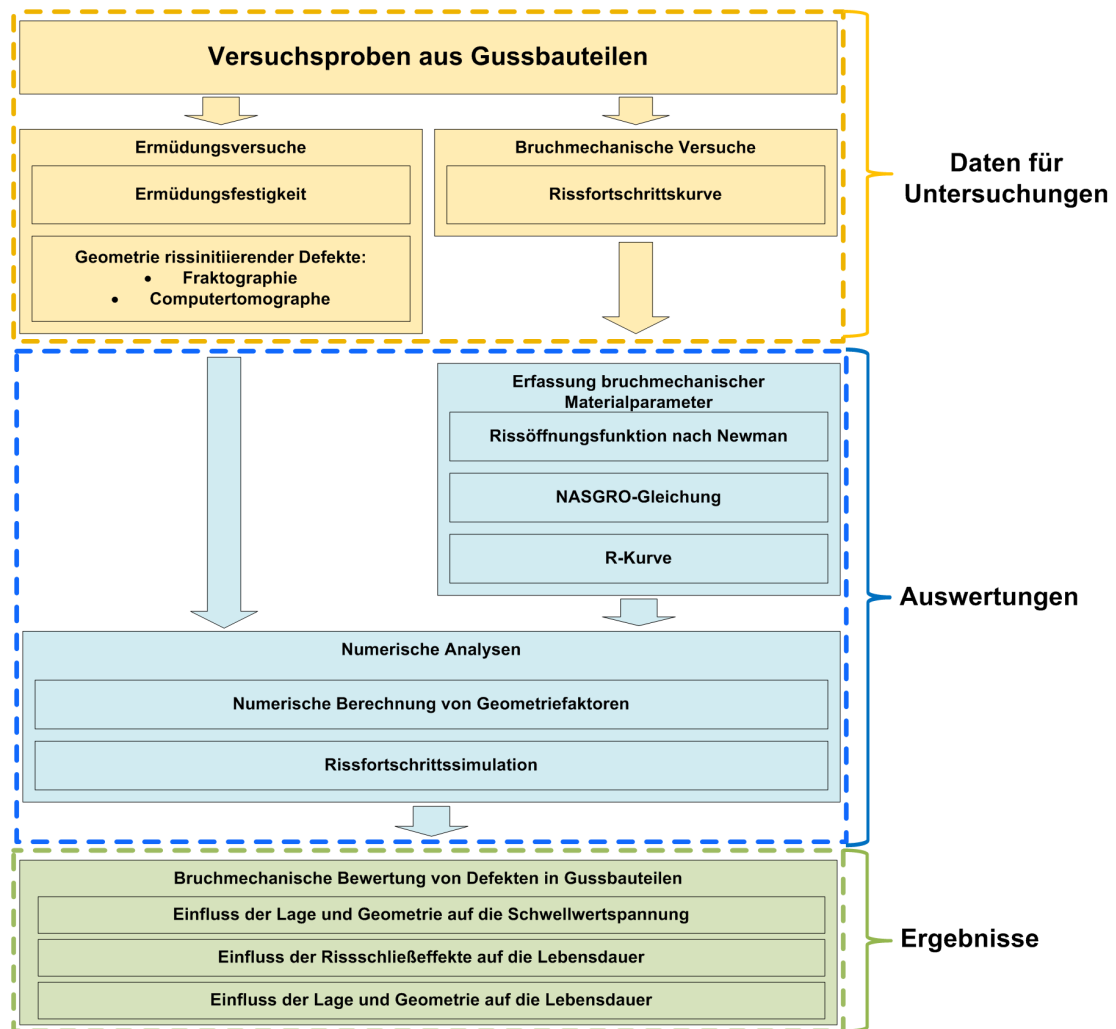 Versuchsproben aus Gussbauteilen
Ermüdungsversuche
Ermüdungsfestigkeit
Geometrie rissinitiierender Defekte:
• Fraktographie
• Computertomographe
Bruchmechanische Versuche
Rissfortschrittskurve
Daten für
Untersuchungen
Erfassung bruchmechanischer
Materialparameter
Rissöffnungsfunktion nach Newman
NASGRO-Gleichung
R-Kurve
Numerische Analysen
Numerische Berechnung von Geometriefaktoren
Rissfortschrittssimulation
Auswertungen
Bruchmechanische Bewertung von Defekten in Gussbauteilen
Einfluss der Lage und Geometrie auf die Schwellwertspannung
Einfluss der Rissschließeffekte auf die Lebensdauer
Einfluss der Lage und Geometrie auf die Lebensdauer
Ergebnisse